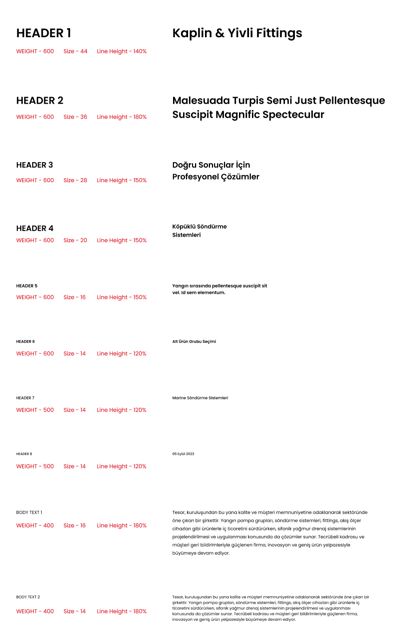 HEADER 1
Kaplin & Yivli Fittings
WEIGHT - 600 Size - 44 Line Height - 140%
HEADER 2
Malesuada Turpis Semi Just Pellentesque
Suscipit Magnific Spectecular
WEIGHT - 600 Size - 36 Line Height - 160%
HEADER 3
Doğru Sonuçlar İçin
Profesyonel Çözümler
WEIGHT - 600 Size - 28 Line Height - 150%
HEADER 4
Köpüklü Söndürme
Sistemleri
WEIGHT - 600 Size - 20 Line Height - 150%
HEADER 5
Yangın sırasında pellentesque suscipit sit
vel. Id sem elementum.
WEIGHT - 600 Size - 16 Line Height - 150%
HEADER 6
Alt Ürün Grubu Seçimi
WEIGHT - 600 Size - 14 Line Height - 120%
HEADER 7
Marine Söndürme Sistemleri
WEIGHT - 500 Size - 14 Line Height - 120%
HEADER 8
05 Eylül 2023
WEIGHT - 500 Size - 14 Line Height - 120%
BODY TEXT 1
Tesar, kuruluşundan bu yana kalite ve müşteri memnuniyetine odaklanarak sektöründe
öne çıkan bir şirkettir. Yangın pompa grupları, söndürme sistemleri, fittings, akış ölçer
cihazları gibi ürünlerle iç ticaretini sürdürürken, sifonik yağmur drenaj sistemlerinin
projelendirilmesi ve uygulanması konusunda da çözümler sunar. Tecrübeli kadrosu ve
müşteri geri bildirimleriyle güçlenen firma, inovasyon ve geniş ürün yelpazesiyle
büyümeye devam ediyor.
WEIGHT - 400 Size - 16 Line Height - 180%
BODY TEXT 2
Tesar, kuruluşundan bu yana kalite ve müşteri memnuniyetine odaklanarak sektöründe öne çıkan bir
şirkettir. Yangın pompa grupları, söndürme sistemleri, fittings, akış ölçer cihazları gibi ürünlerle iç
ticaretini sürdürürken, sifonik yağmur drenaj sistemlerinin projelendirilmesi ve uygulanması
konusunda da çözümler sunar. Tecrübeli kadrosu ve müşteri geri bildirimleriyle güçlenen firma,
inovasyon ve geniş ürün yelpazesiyle büyümeye devam ediyor.
WEIGHT - 400 Size - 14 Line Height - 180%